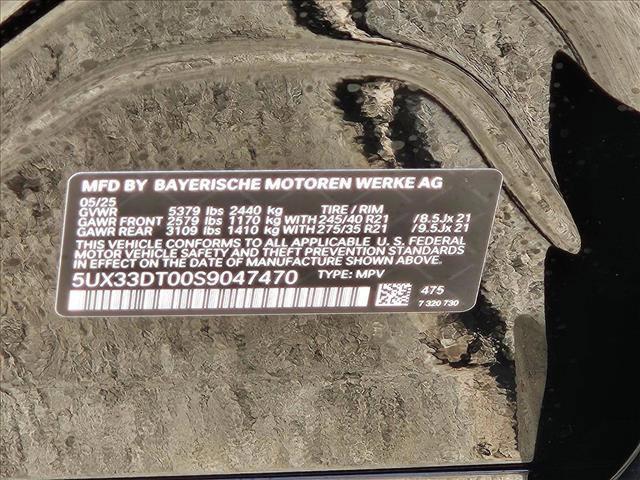 MFD BY BAYERISCHE MOTOREN WERKE AG
05/25
GVWR 5379 lbs 2440 kg TIRE / RIM
GAWR FRONT 2579 lbs 1170 kg WITH 245/40 R21 /8.5Jx 21
GAWR REAR 3109 lbs 1410 kg WITH 275/35 R21 /9.5Jx 21
THIS VEHICLE CONFORMS TO ALL APPLICABLE U. S. FEDERAL
MOTOR VEHICLE SAFETY AND THEFT PREVENTION STANDARDS
IN EFFECT ON THE DATE OF MANUFACTURE SHOWN ABOVE.
5UX33DT00S9047470 TYPE: MPV
475
7 320 730